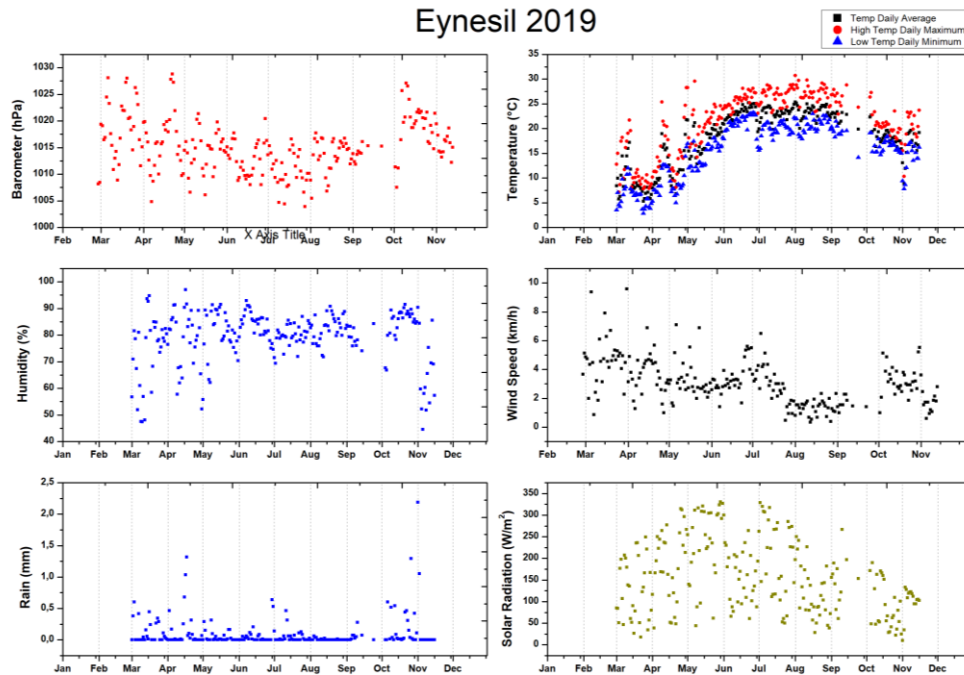 Eynesil 2019
Temp Daily Average
High Temp Daily Maximum
Low Temp Daily Minimum
Barometer (hPa)
1030
1025
1020
1015
1010
1005
1000
Feb Mar Apr May Jun Jul Aug Sep Oct Nov
X Axis Title
Temperature (°C)
35
30
25
20
15
10
5
0
Jan Feb Mar Apr May Jun Jul Aug Sep Oct Nov Dec
Humidity (%)
100
90
80
70
60
50
40
Jan Feb Mar Apr May Jun Jul Aug Sep Oct Nov Dec
Wind Speed (km/h)
10
8
6
4
2
0
Feb Mar Apr May Jun Jul Aug Sep Oct Nov
Rain (mm)
2,5
2,0
1,5
1,0
0,5
0,0
Jan Feb Mar Apr May Jun Jul Aug Sep Oct Nov Dec
Solar Radiation (W/m²)
350
300
250
200
150
100
50
0
Jan Feb Mar Apr May Jun Jul Aug Sep Oct Nov Dec